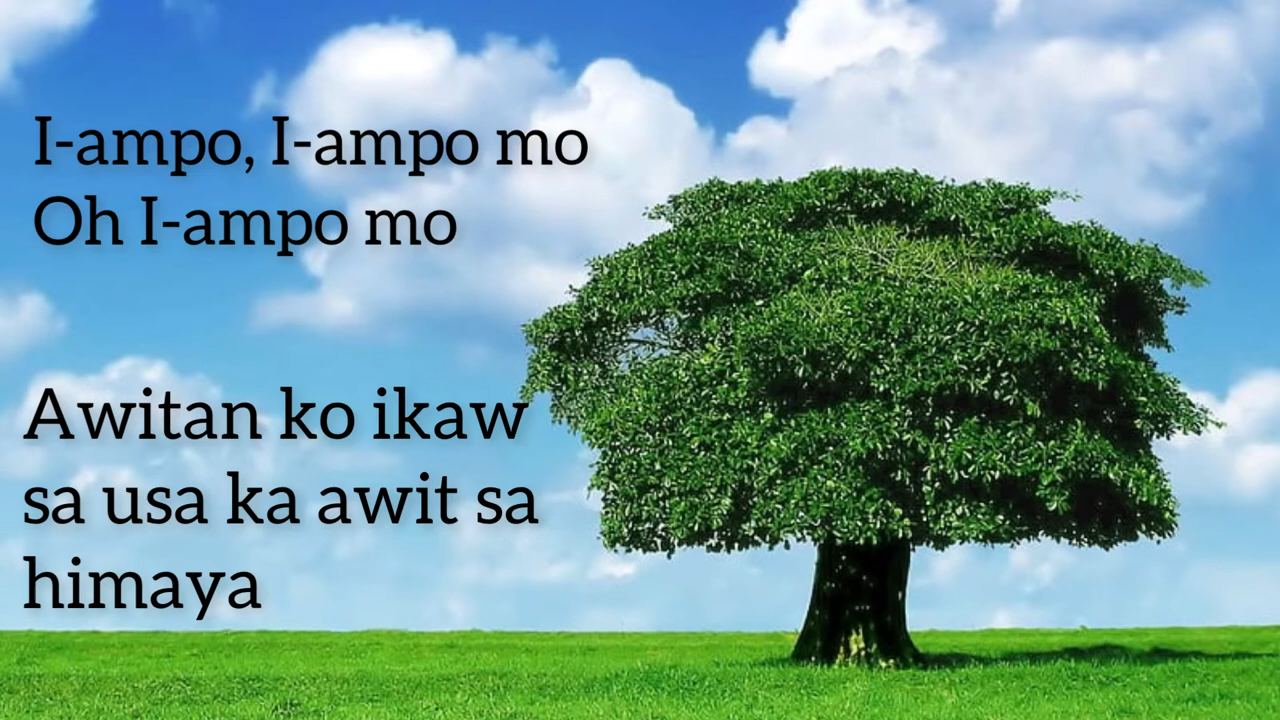 I-ampo, I-ampo mo
Oh I-ampo mo
Awitan ko ikaw
sa usa ka awit sa
himaya